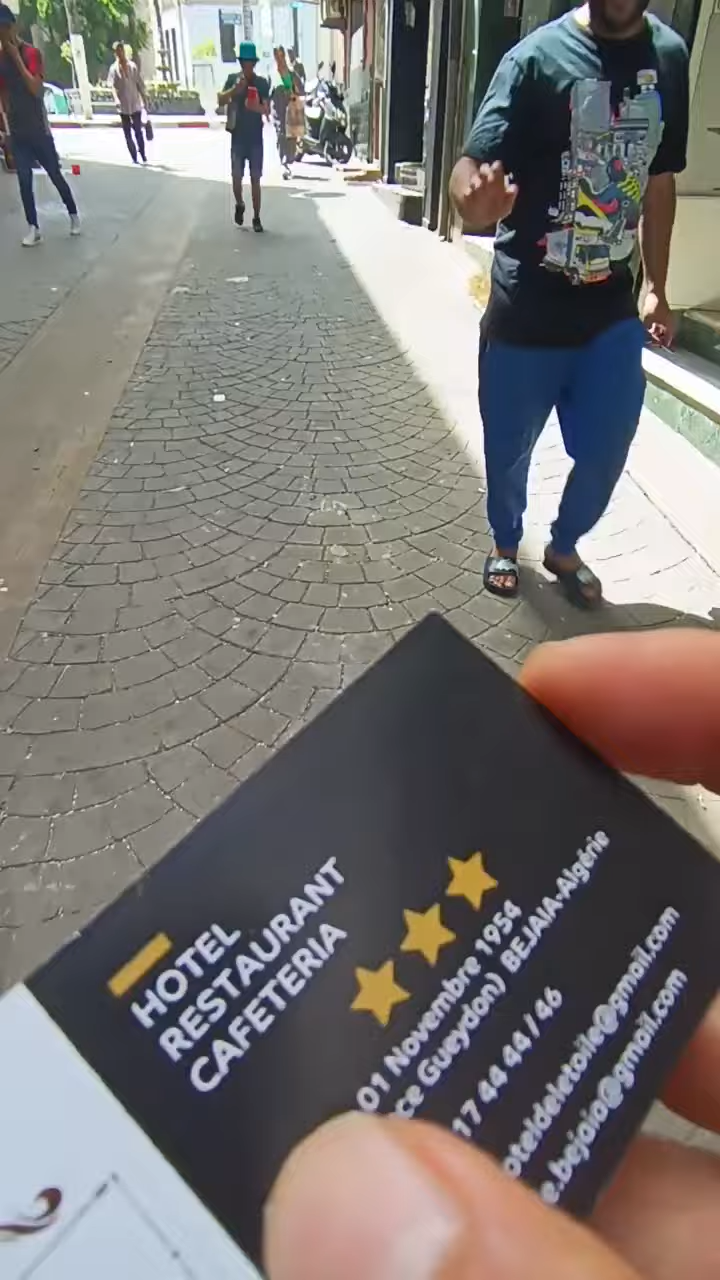 HOTEL
RESTAURANT
CAFETERIA
01 Novembre 1954
ce Gueydon) BEJAIA-Algérie
17 44 44 / 46
oteldeletoile@gmail.com
e.bejaia@gmail.com